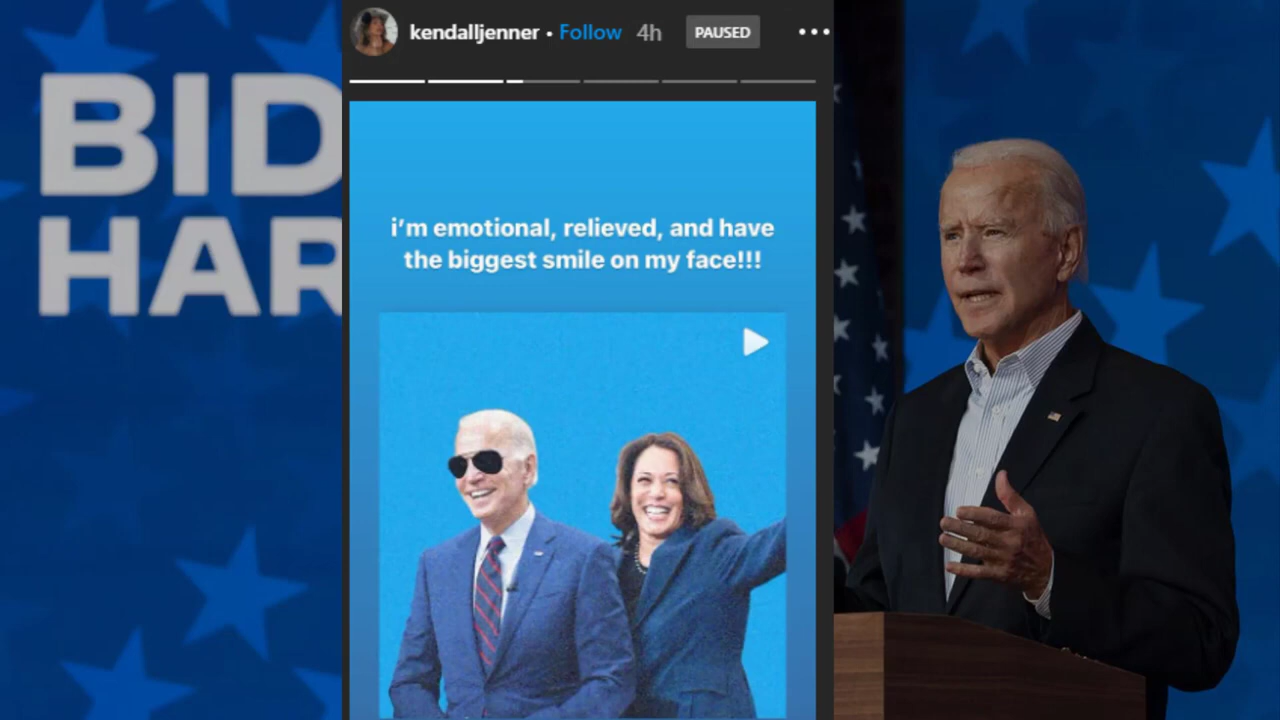 BID
HAR
kendalljenner • Follow 4h PAUSED
i'm emotional, relieved, and have
the biggest smile on my face!!!